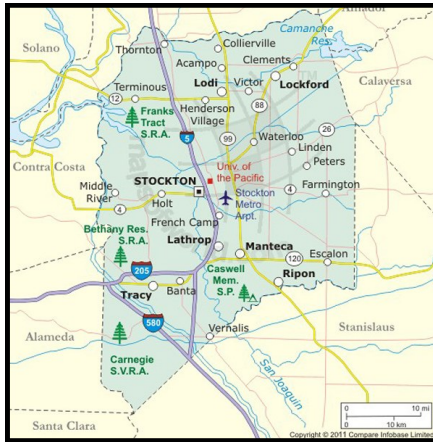 Amador
Camanche
Res.
Solano
Thornton
Collierville
Acampo
Clements
Calaversa
Lodi
Victor
Lockford
Terminous
12
Henderson
Village
88
Franks
Tract
S.R.A.
5
99
Waterloo
26
Linden
Peters
Contra Costa
Univ. of
the Pacific
STOCKTON
Middle
River
4
Holt
Stockton
Metro
Arpt.
4
Farmington
French Camp
Bethany Res.
S.R.A.
Lathrop
Manteca
120
Escalon
205
Caswell
Mem.
S.P.
Ripon
Tracy
Banta
580
Vernalis
Stanislaus
Alameda
Carnegie
S.V.R.A.
San Joaquin
Santa Clara
0 10 mi
0 10 km
Copyright © 2011 Compare Infobase Limited